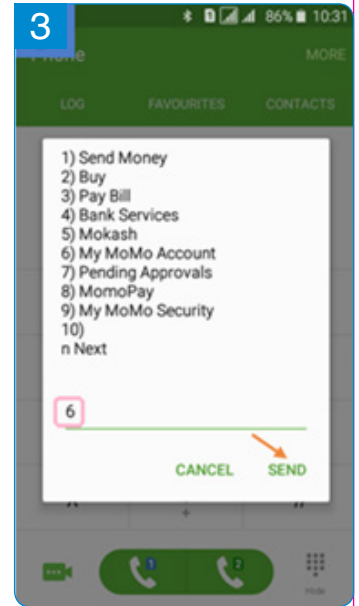 3
86% 10:31
Phone MORE
LOG FAVOURITES CONTACTS
1) Send Money
2) Buy
3) Pay Bill
4) Bank Services
5) Mokash
6) My MoMo Account
7) Pending Approvals
8) MomoPay
9) My MoMo Security
10)
n Next
6
CANCEL SEND
+
1 2
Hide